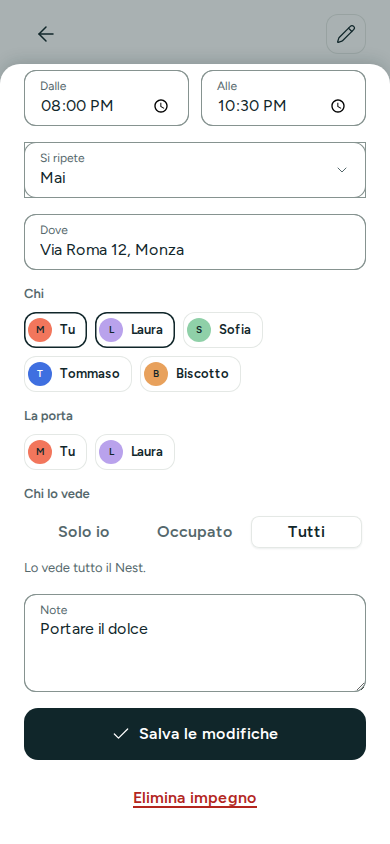 Dalle Alle
08:00 PM 10:30 PM
Si ripete
Mai
Dove
Via Roma 12, Monza
Chi
M Tu L Laura S Sofia
T Tommaso B Biscotto
La porta
M Tu L Laura
Chi lo vede
Solo io Occupato Tutti
Lo vede tutto il Nest.
Note
Portare il dolce
Salva le modifiche
Elimina impegno